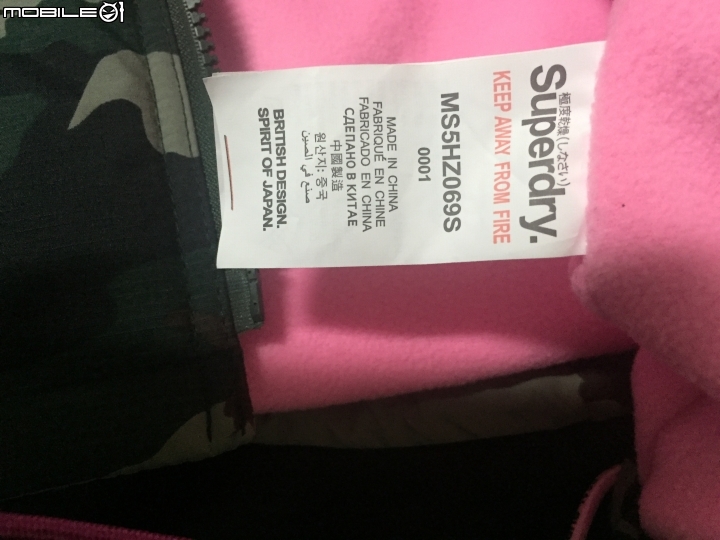 MOBILE01
極度乾燥(しなさい)
Superdry.
KEEP AWAY FROM FIRE
MS5HZ069S
0001
MADE IN CHINA
FABRIQUÉ EN CHINE
FABRICADO EN CHINA
СДЕЛАНО В КИТАЕ
中國製造
원산지: 중국
صنع في الصين
BRITISH DESIGN.
SPIRIT OF JAPAN.